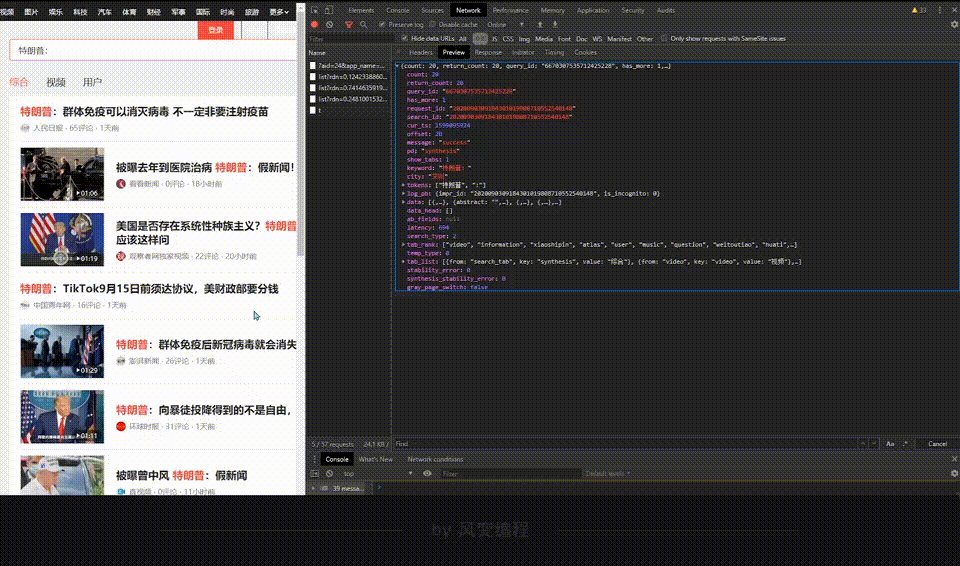 视频 图片 娱乐 科技 汽车 体育 财经 军事 国际 时尚 旅游 更多
登录
特朗普：
综合 视频 用户
特朗普：群体免疫可以消灭病毒 不一定非要注射疫苗
人民日报 · 65评论 · 1天前
被曝去年到医院治病 特朗普：假新闻！
01:06
看看新闻 · 0评论 · 18小时前
美国是否存在系统性种族主义？特朗普
应该这样问
01:19
观察者网独家视频 · 22评论 · 20小时前
特朗普：TikTok9月15日前须达协议，美财政部要分钱
中国青年网 · 16评论 · 1天前
特朗普：群体免疫后新冠病毒就会消失
01:29
澎湃新闻 · 26评论 · 1天前
特朗普：向暴徒投降得到的不是自由，
01:11
环球时报 · 31评论 · 1天前
被曝曾中风 特朗普：假新闻
直视频 · 0评论 · 11小时前
Elements Console Sources Network Performance Memory Application Security Audits
Preserve log Disable cache Online
Filter Hide data URLs All XHR JS CSS Img Media Font Doc WS Manifest Other Only show requests with SameSite issues
Name
Headers Preview Response Initiator Timing Cookies
?aid=24&app_name=...
list?rdn=0.1242338860...
list?rdn=0.7414635919...
list?rdn=0.2481001532...
{count: 20, return_count: 20, query_id: "6670307535712425228", has_more: 1,…}
count: 20
return_count: 20
query_id: "6670307535712425228"
has_more: 1
request_id: "202009030918430101980871055254014B"
search_id: "202009030918430101980871055254014B"
cur_ts: 1599095924
offset: 20
message: "success"
pd: "synthesis"
show_tabs: 1
keyword: "特朗普："
city: "深圳"
tokens: ["特朗普", ":"]
log_pb: {impr_id: "202009030918430101980871055254014B", is_incognito: 0}
data: [{,…}, {abstract: "",…}, {,…}, {,…},…}
data_head: []
ab_fields: null
latency: 694
search_type: 2
tab_rank: ["video", "information", "xiaoshipin", "atlas", "user", "music", "question", "weitoutiao", "huati",…]
temp_type: 0
tab_list: [{from: "search_tab", key: "synthesis", value: "综合"}, {from: "video", key: "video", value: "视频"},…]
stability_error: 0
synthesis_stability_error: 0
gray_page_switch: false
5 / 57 requests 24.1 KB / Find Aa .* Cancel
Console What's New Network conditions
top Filter Default levels
39 messa...
by 风变编程